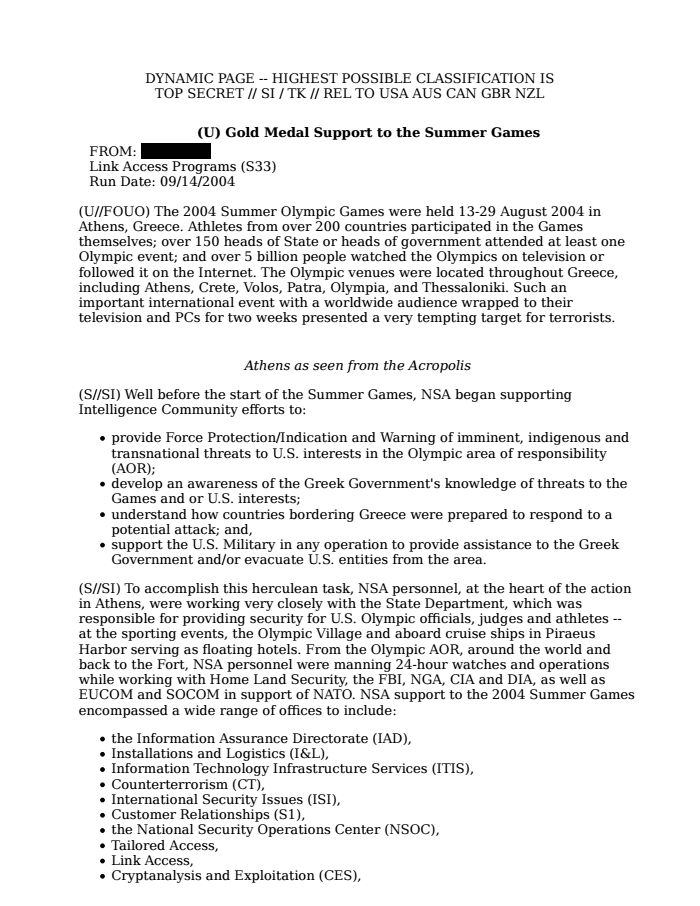 DYNAMIC PAGE -- HIGHEST POSSIBLE CLASSIFICATION IS
TOP SECRET // SI / TK // REL TO USA AUS CAN GBR NZL
(U) Gold Medal Support to the Summer Games
FROM:
Link Access Programs (S33)
Run Date: 09/14/2004
(U//FOUO) The 2004 Summer Olympic Games were held 13-29 August 2004 in
Athens, Greece. Athletes from over 200 countries participated in the Games
themselves; over 150 heads of State or heads of government attended at least one
Olympic event; and over 5 billion people watched the Olympics on television or
followed it on the Internet. The Olympic venues were located throughout Greece,
including Athens, Crete, Volos, Patra, Olympia, and Thessaloniki. Such an
important international event with a worldwide audience wrapped to their
television and PCs for two weeks presented a very tempting target for terrorists.
Athens as seen from the Acropolis
(S//SI) Well before the start of the Summer Games, NSA began supporting
Intelligence Community efforts to:
• provide Force Protection/Indication and Warning of imminent, indigenous and
transnational threats to U.S. interests in the Olympic area of responsibility
(AOR);
• develop an awareness of the Greek Government's knowledge of threats to the
Games and or U.S. interests;
• understand how countries bordering Greece were prepared to respond to a
potential attack; and,
• support the U.S. Military in any operation to provide assistance to the Greek
Government and/or evacuate U.S. entities from the area.
(S//SI) To accomplish this herculean task, NSA personnel, at the heart of the action
in Athens, were working very closely with the State Department, which was
responsible for providing security for U.S. Olympic officials, judges and athletes --
at the sporting events, the Olympic Village and aboard cruise ships in Piraeus
Harbor serving as floating hotels. From the Olympic AOR, around the world and
back to the Fort, NSA personnel were manning 24-hour watches and operations
while working with Home Land Security, the FBI, NGA, CIA and DIA, as well as
EUCOM and SOCOM in support of NATO. NSA support to the 2004 Summer Games
encompassed a wide range of offices to include:
• the Information Assurance Directorate (IAD),
• Installations and Logistics (I&L),
• Information Technology Infrastructure Services (ITIS),
• Counterterrorism (CT),
• International Security Issues (ISI),
• Customer Relationships (S1),
• the National Security Operations Center (NSOC),
• Tailored Access,
• Link Access,
• Cryptanalysis and Exploitation (CES),